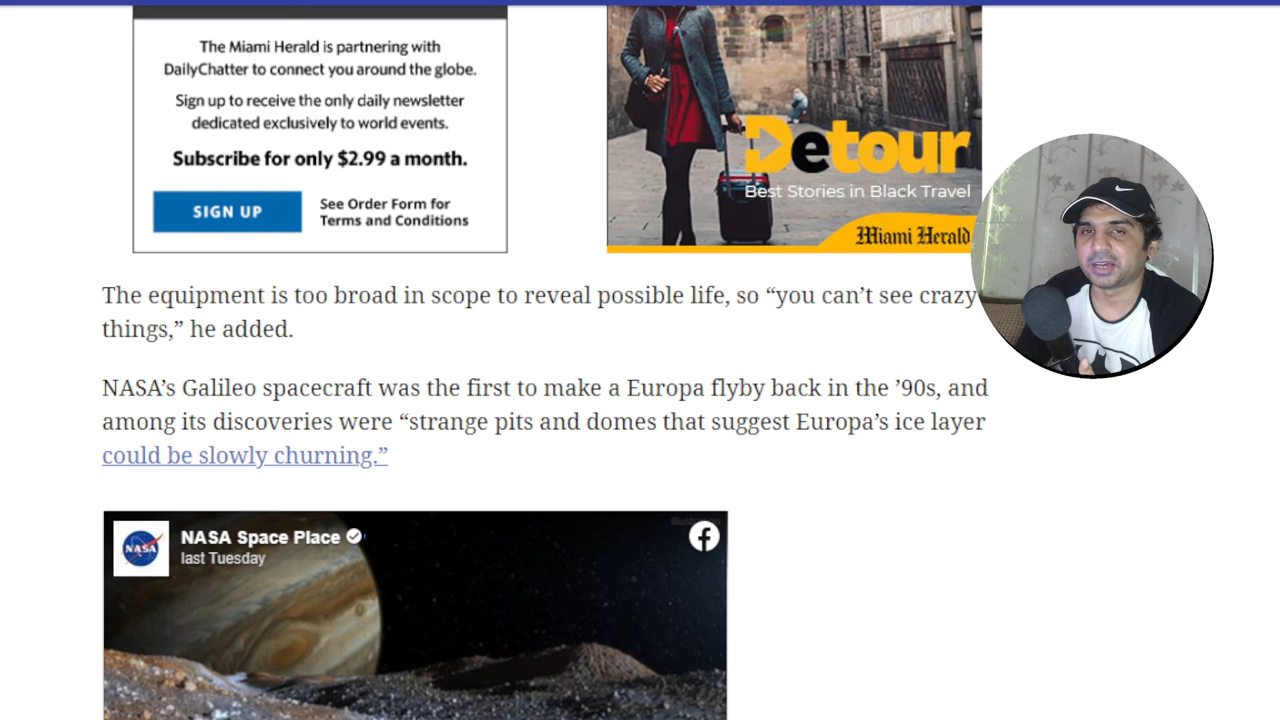 The Miami Herald is partnering with
DailyChatter to connect you around the globe.
Sign up to receive the only daily newsletter
dedicated exclusively to world events.
Subscribe for only $2.99 a month.
SIGN UP
See Order Form for
Terms and Conditions
Detour
Best Stories in Black Travel
Miami Herald
The equipment is too broad in scope to reveal possible life, so “you can’t see crazy
things,” he added.
NASA’s Galileo spacecraft was the first to make a Europa flyby back in the ’90s, and
among its discoveries were “strange pits and domes that suggest Europa’s ice layer
could be slowly churning.”
NASA
NASA Space Place
last Tuesday